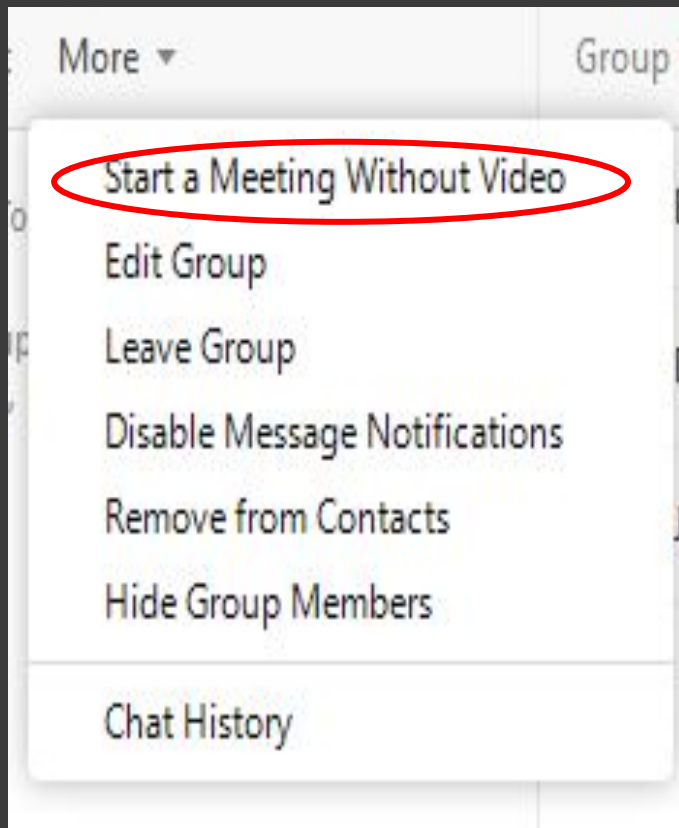 More
Group
Start a Meeting Without Video
Edit Group
Leave Group
Disable Message Notifications
Remove from Contacts
Hide Group Members
Chat History